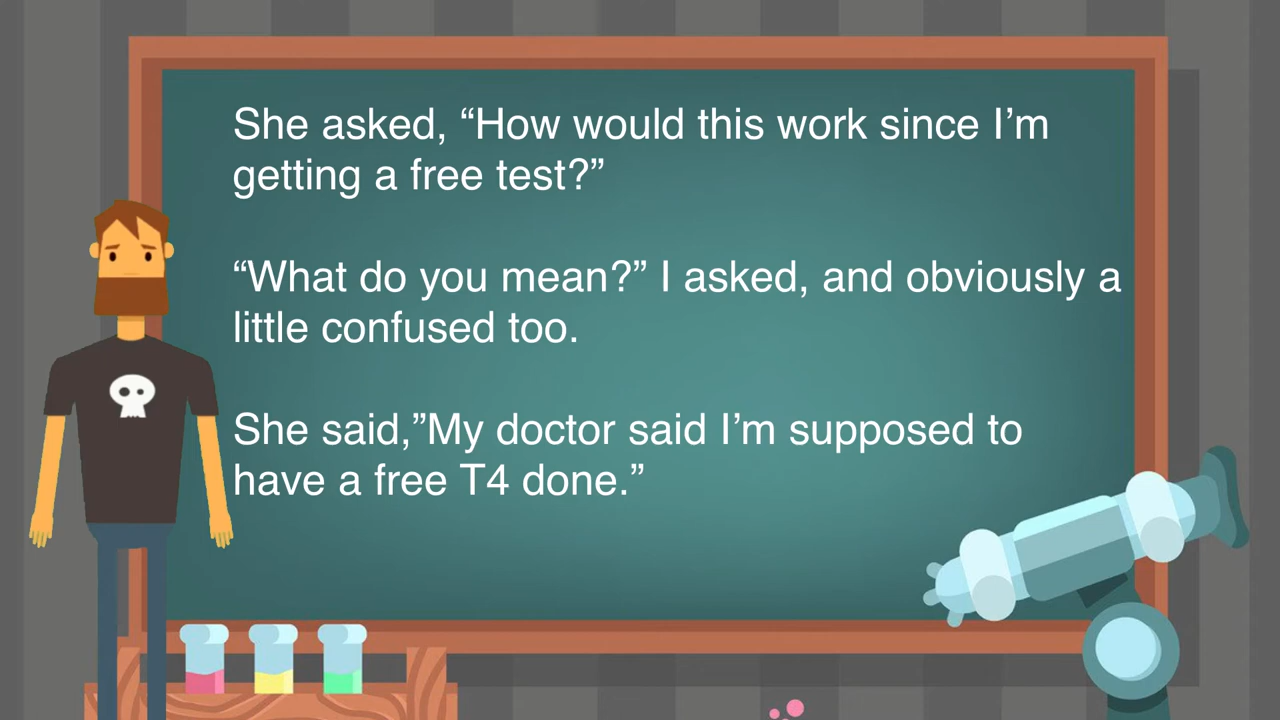 She asked, “How would this work since I’m
getting a free test?”
“What do you mean?” I asked, and obviously a
little confused too.
She said,”My doctor said I’m supposed to
have a free T4 done.”